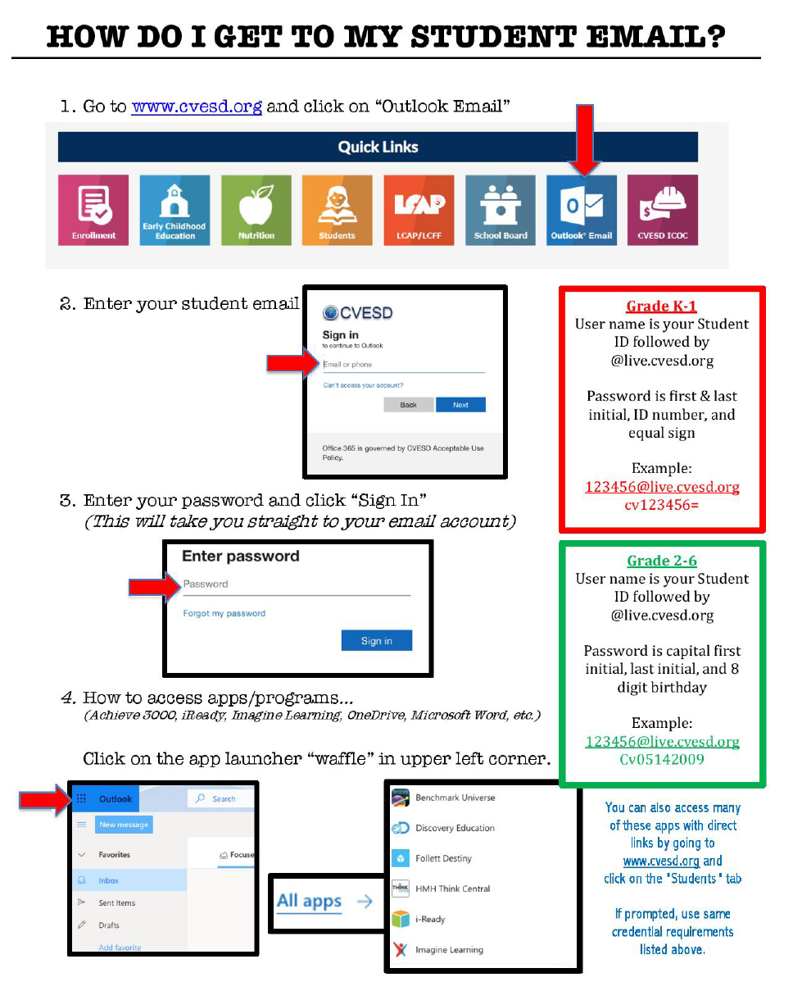 HOW DO I GET TO MY STUDENT EMAIL?
1. Go to www.cvesd.org and click on “Outlook Email”
Quick Links
Enrollment
Early Childhood
Education
Nutrition
Students
LCAP
LCAP/LCFF
School Board
Outlook® Email
CVESD ICOC
2. Enter your student email
CVESD
Sign in
to continue to Outlook
Email or phone
Can't access your account?
Back
Next
Office 365 is governed by CVESD Acceptable Use
Policy.
Grade K-1
User name is your Student
ID followed by
@live.cvesd.org
Password is first & last
initial, ID number, and
equal sign
Example:
123456@live.cvesd.org
cv123456=
3. Enter your password and click “Sign In”
(This will take you straight to your email account)
Enter password
Password
Forgot my password
Sign in
Grade 2-6
User name is your Student
ID followed by
@live.cvesd.org
Password is capital first
initial, last initial, and 8
digit birthday
Example:
123456@live.cvesd.org
Cv05142009
4. How to access apps/programs...
(Achieve 3000, iReady, Imagine Learning, OneDrive, Microsoft Word, etc.)
Click on the app launcher “waffle” in upper left corner.
Outlook
Search
New message
Favorites
Focuse
Inbox
Sent Items
Drafts
Add favorite
All apps →
Benchmark Universe
Discovery Education
Follett Destiny
THINK
HMH Think Central
i-Ready
Imagine Learning
You can also access many
of these apps with direct
links by going to
www.cvesd.org and
click on the "Students" tab
If prompted, use same
credential requirements
listed above.